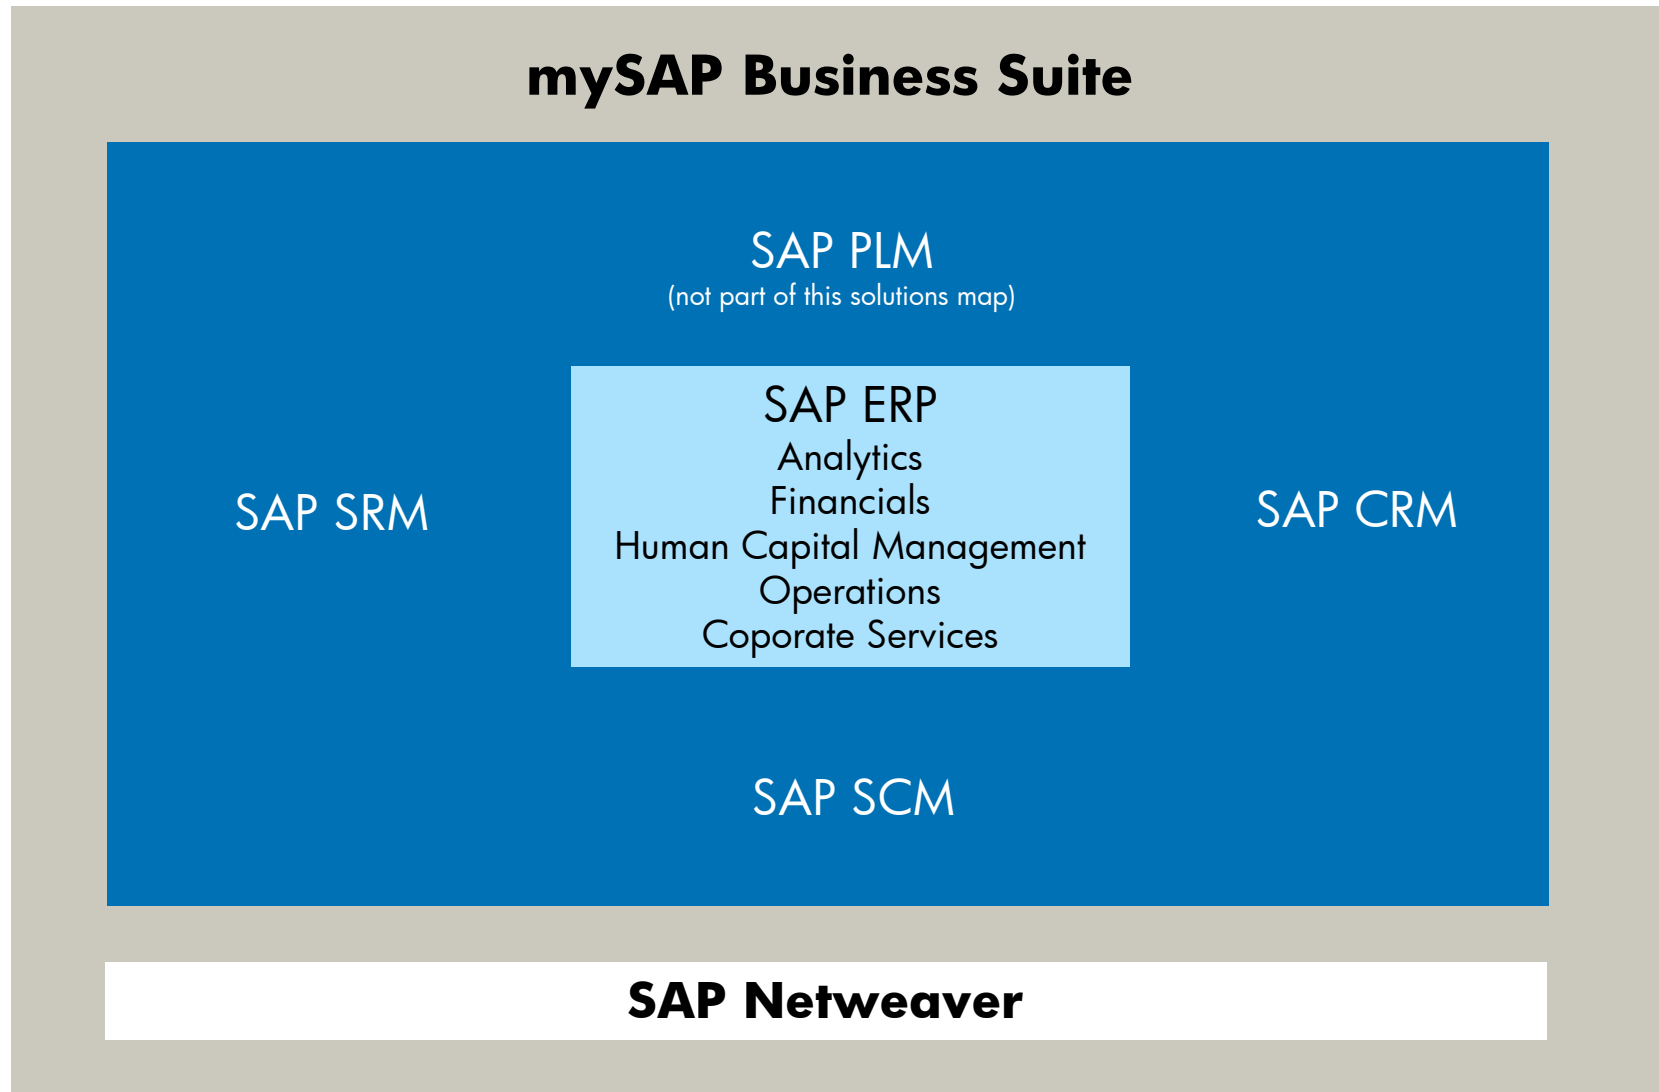 mySAP Business Suite
SAP PLM
(not part of this solutions map)
SAP ERP
Analytics
Financials
Human Capital Management
Operations
Coporate Services
SAP SRM
SAP CRM
SAP SCM
SAP Netweaver